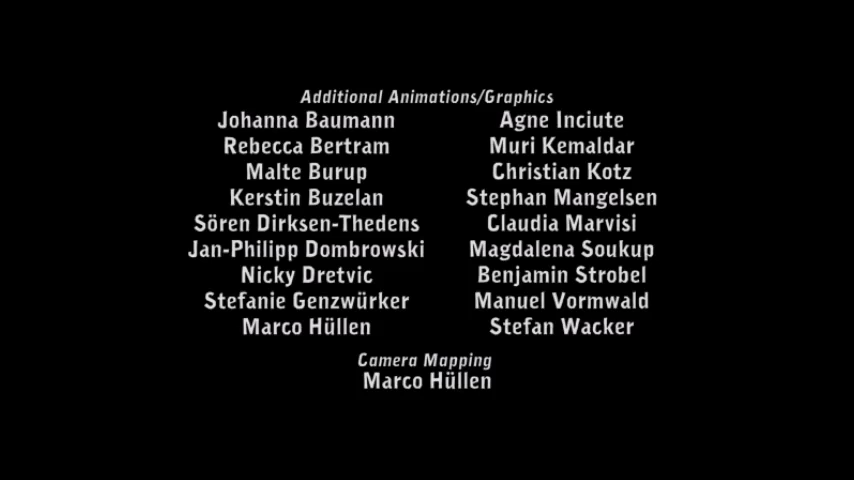 Additional Animations/Graphics
Johanna Baumann
Rebecca Bertram
Malte Burup
Kerstin Buzelan
Sören Dirksen-Thedens
Jan-Philipp Dombrowski
Nicky Dretvic
Stefanie Genzwürker
Marco Hüllen
Agne Inciute
Muri Kemaldar
Christian Kotz
Stephan Mangelsen
Claudia Marvisi
Magdalena Soukup
Benjamin Strobel
Manuel Vormwald
Stefan Wacker
Camera Mapping
Marco Hüllen